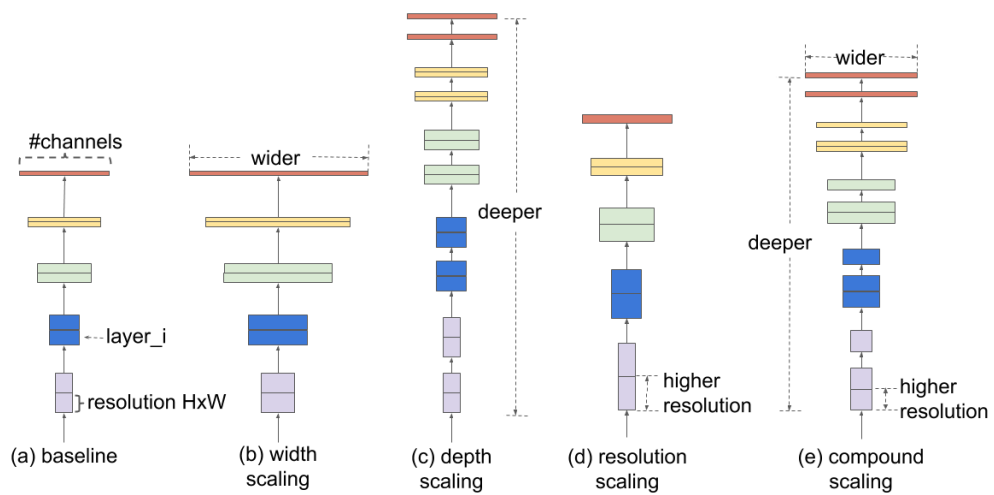 #channels
layer_i
resolution HxW
(a) baseline
wider
(b) width
scaling
deeper
(c) depth
scaling
higher
resolution
(d) resolution
scaling
wider
deeper
higher
resolution
(e) compound
scaling